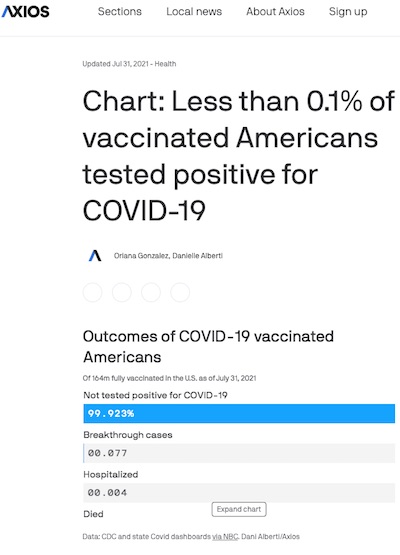 AXIOS
Sections Local news About Axios Sign up
Updated Jul 31, 2021 - Health
Chart: Less than 0.1% of
vaccinated Americans
tested positive for
COVID-19
Oriana Gonzalez, Danielle Alberti
Outcomes of COVID-19 vaccinated
Americans
Of 164m fully vaccinated in the U.S. as of July 31, 2021
Not tested positive for COVID-19
99.923%
Breakthrough cases
00.077
Hospitalized
00.004
Died
Expand chart
Data: CDC and state Covid dashboards via NBC. Dani Alberti/Axios